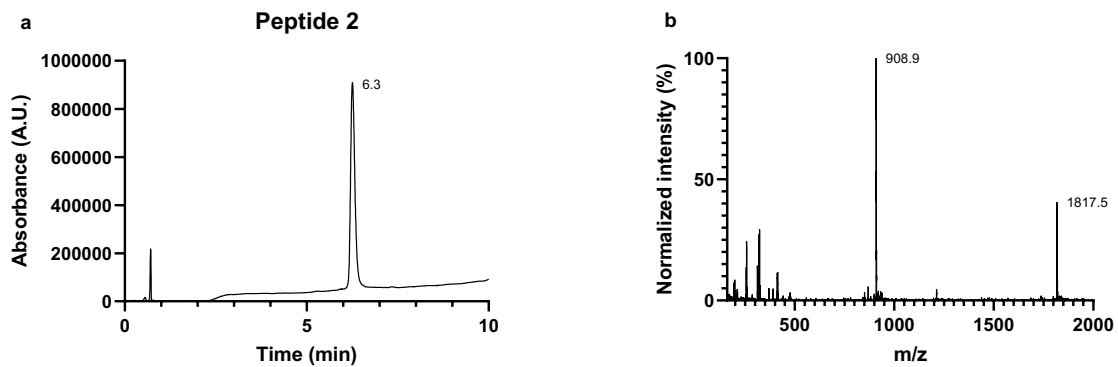 a
Peptide 2
Absorbance (A.U.)
1000000
800000
600000
400000
200000
0
0
5
10
6.3
Time (min)
b
Normalized intensity (%)
100
50
0
500
1000
1500
2000
908.9
1817.5
m/z